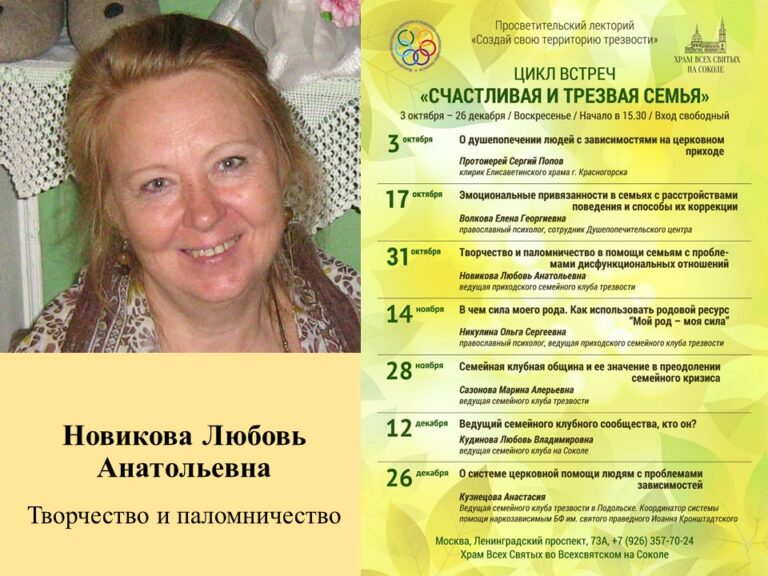 Новикова Любовь
Анатольевна
Творчество и паломничество
Просветительский лекторий
«Создай свою территорию трезвости»
ХРАМ ВСЕХ СВЯТЫХ
НА СОКОЛЕ
ЦИКЛ ВСТРЕЧ
«СЧАСТЛИВАЯ И ТРЕЗВАЯ СЕМЬЯ»
3 октября – 26 декабря / Воскресенье / Начало в 15.30 / Вход свободный
3 октября
О душепопечении людей с зависимостями на церковном
приходе
Протоиерей Сергий Попов
клирик Елисаветинского храма г. Красногорска
17 октября
Эмоциональные привязанности в семьях с расстройствами
поведения и способы их коррекции
Волкова Елена Георгиевна
православный психолог, сотрудник Душепопечительского центра
31 октября
Творчество и паломничество в помощи семьям с пробле-
мами дисфункциональных отношений
Новикова Любовь Анатольевна
ведущая приходского семейного клуба трезвости
14 ноября
В чем сила моего рода. Как использовать родовой ресурс
"Мой род – моя сила"
Никулина Ольга Сергеевна
православный психолог, ведущая приходского семейного клуба трезвости
28 ноября
Семейная клубная община и ее значение в преодолении
семейного кризиса
Сазонова Марина Алерьевна
ведущая семейного клуба трезвости
12 декабря
Ведущий семейного клубного сообщества, кто он?
Кудинова Любовь Владимировна
ведущая семейного клуба на Соколе
26 декабря
О системе церковной помощи людям с проблемами
зависимостей
Кузнецова Анастасия
Ведущая семейного клуба трезвости в Подольске. Координатор системы
помощи наркозависимым БФ им. святого праведного Иоанна Кронштадтского
Москва, Ленинградский проспект, 73А, +7 (926) 357-70-24
Храм Всех Святых во Всехсвятском на Соколе